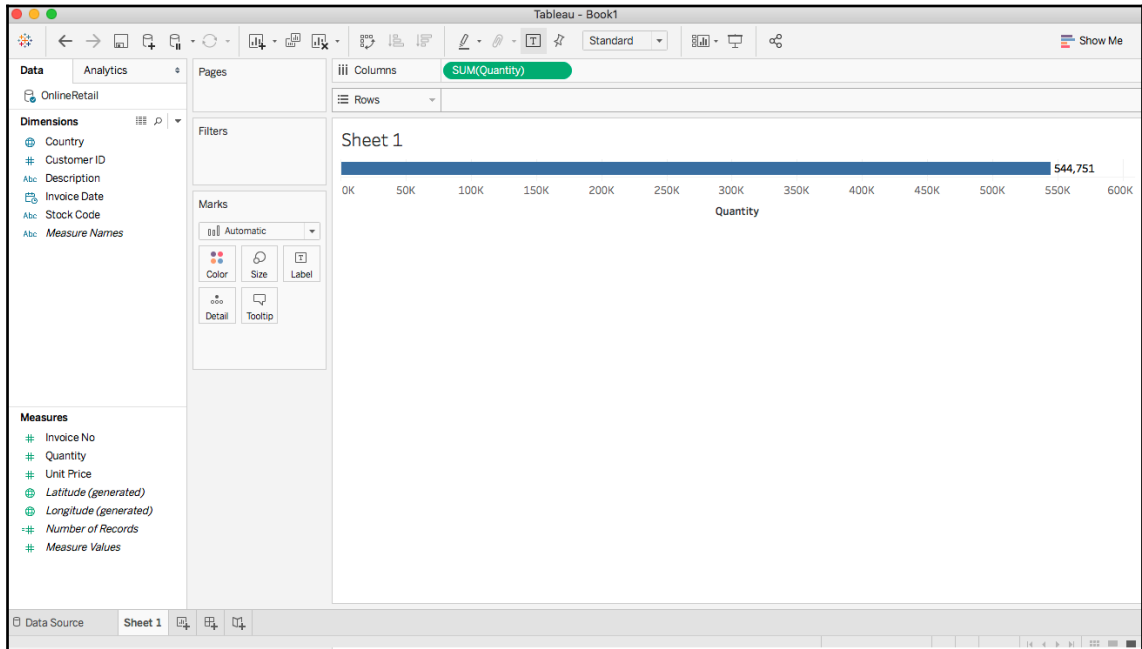 Tableau - Book1
Standard
Show Me
Data Analytics
OnlineRetail
Dimensions
Country
Customer ID
Abc Description
Invoice Date
Abc Stock Code
Abc Measure Names
Measures
Invoice No
Quantity
Unit Price
Latitude (generated)
Longitude (generated)
Number of Records
Measure Values
Pages
Filters
Marks
Automatic
Color Size Label
Detail Tooltip
iii Columns SUM(Quantity)
Rows
Sheet 1
544,751
0K 50K 100K 150K 200K 250K 300K 350K 400K 450K 500K 550K 600K
Quantity
Data Source Sheet 1